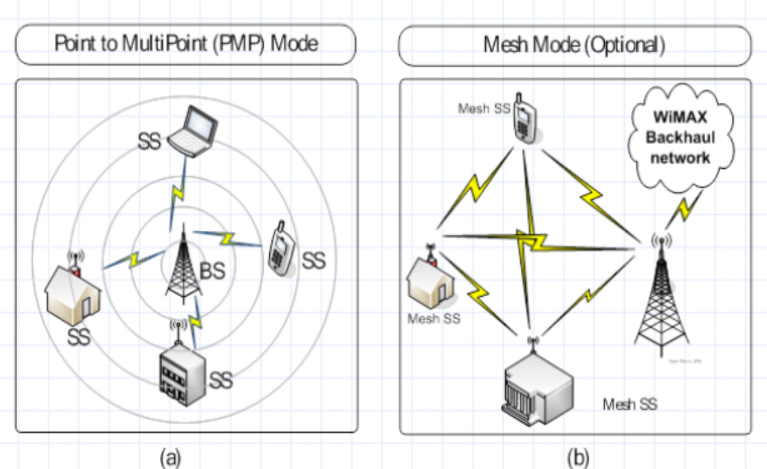 Point to MultiPoint (PMP) Mode
Mesh Mode (Optional)
SS
SS
BS
SS
SS
Mesh SS
WiMAX
Backhaul
network
Mesh SS
Mesh SS
(a)
(b)